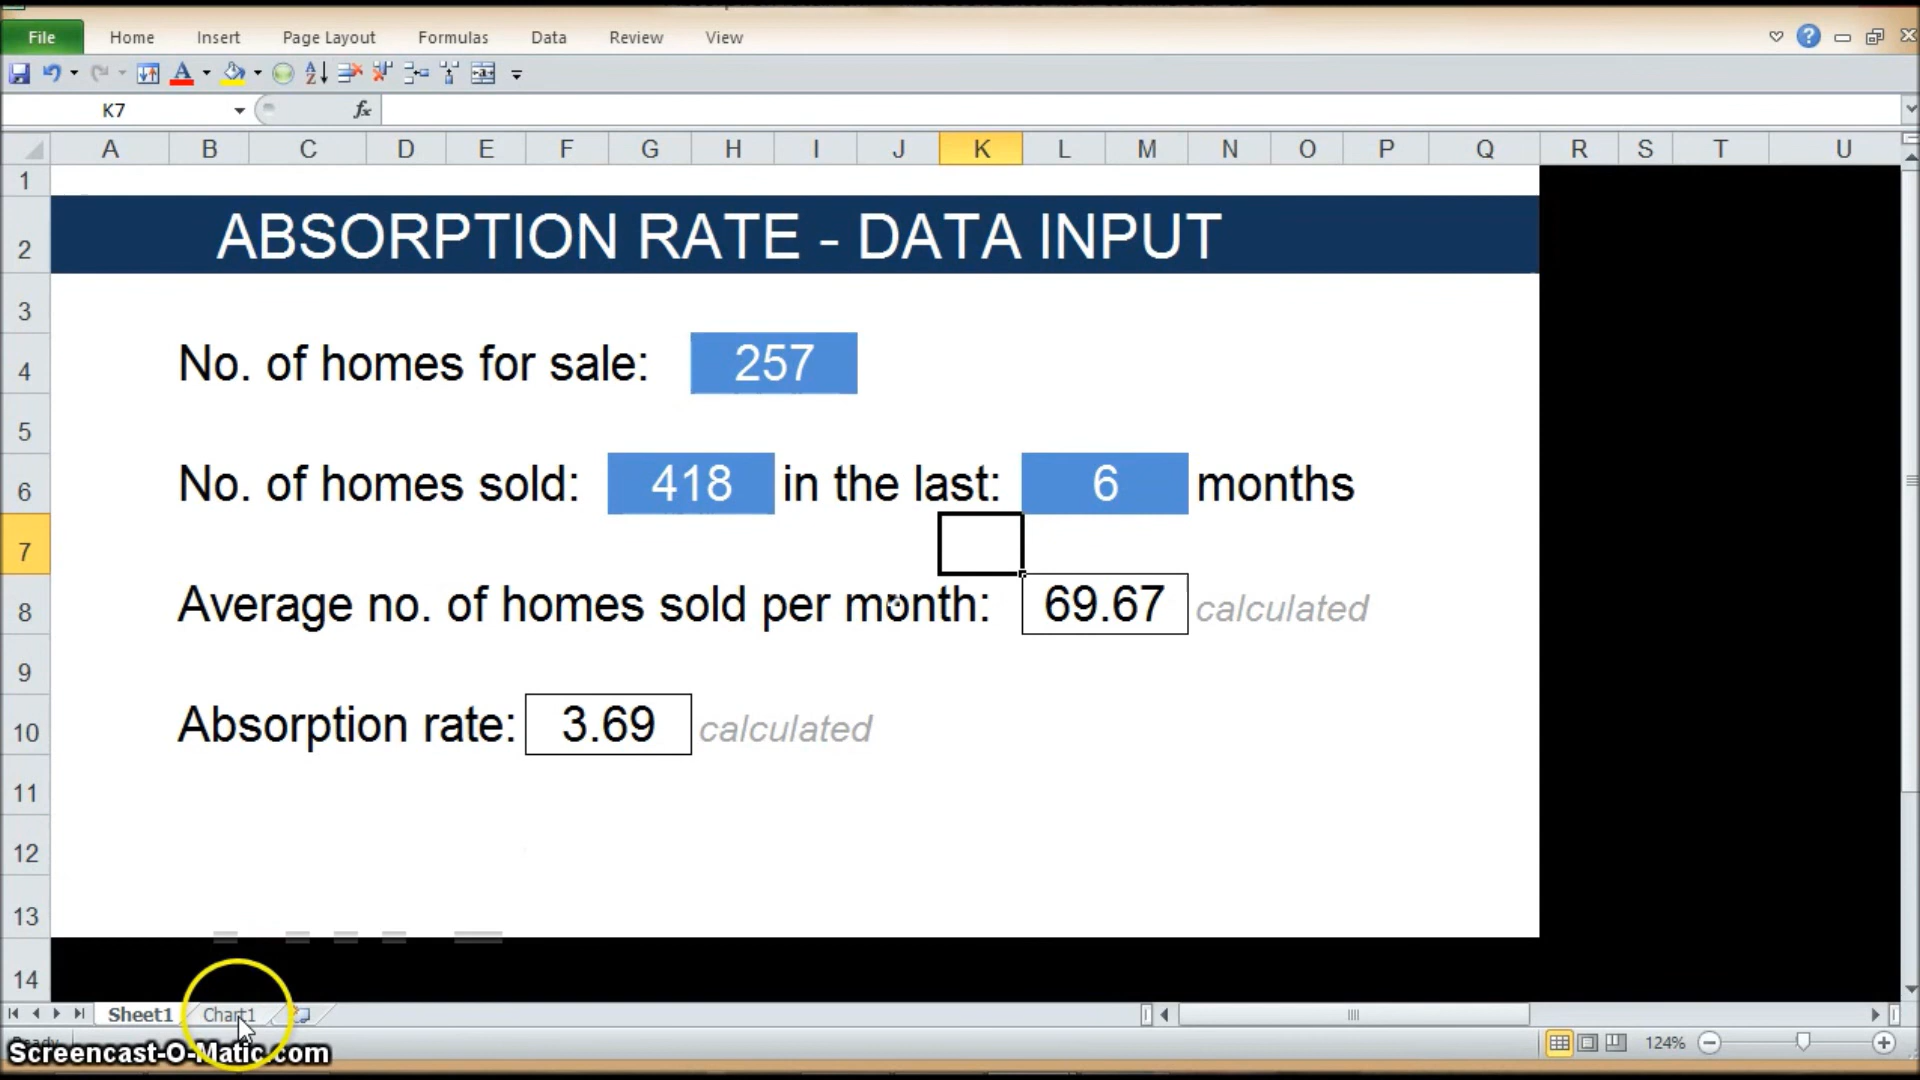 File Home Insert Page Layout Formulas Data Review View
K7 fx
A B C D E F G H I J K L M N O P Q R S T U
1
2 ABSORPTION RATE - DATA INPUT
3
4 No. of homes for sale: 257
5
6 No. of homes sold: 418 in the last: 6 months
7
8 Average no. of homes sold per month: 69.67 calculated
9
10 Absorption rate: 3.69 calculated
11
12
13
14
Sheet1 Chart1
124%
Screencast-O-Matic.com